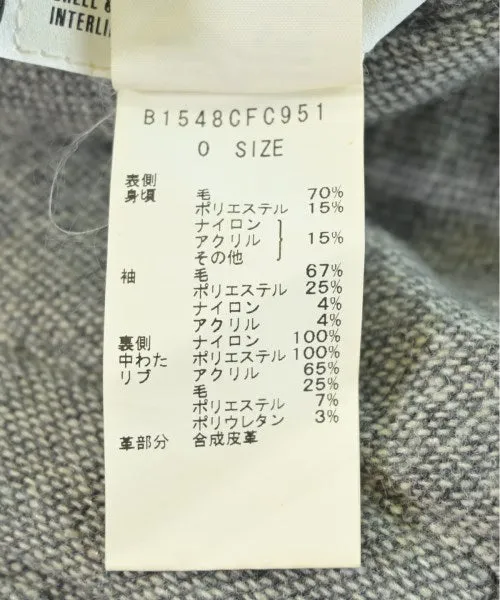 INTERLI
B1548CFC951
0 SIZE
表側
身頃 毛 70%
ポリエステル 15%
ナイロン
アクリル 15%
その他
袖 毛 67%
ポリエステル 25%
ナイロン 4%
アクリル 4%
裏側 ナイロン 100%
中わた ポリエステル 100%
リブ アクリル 65%
毛 25%
ポリエステル 7%
ポリウレタン 3%
革部分 合成皮革